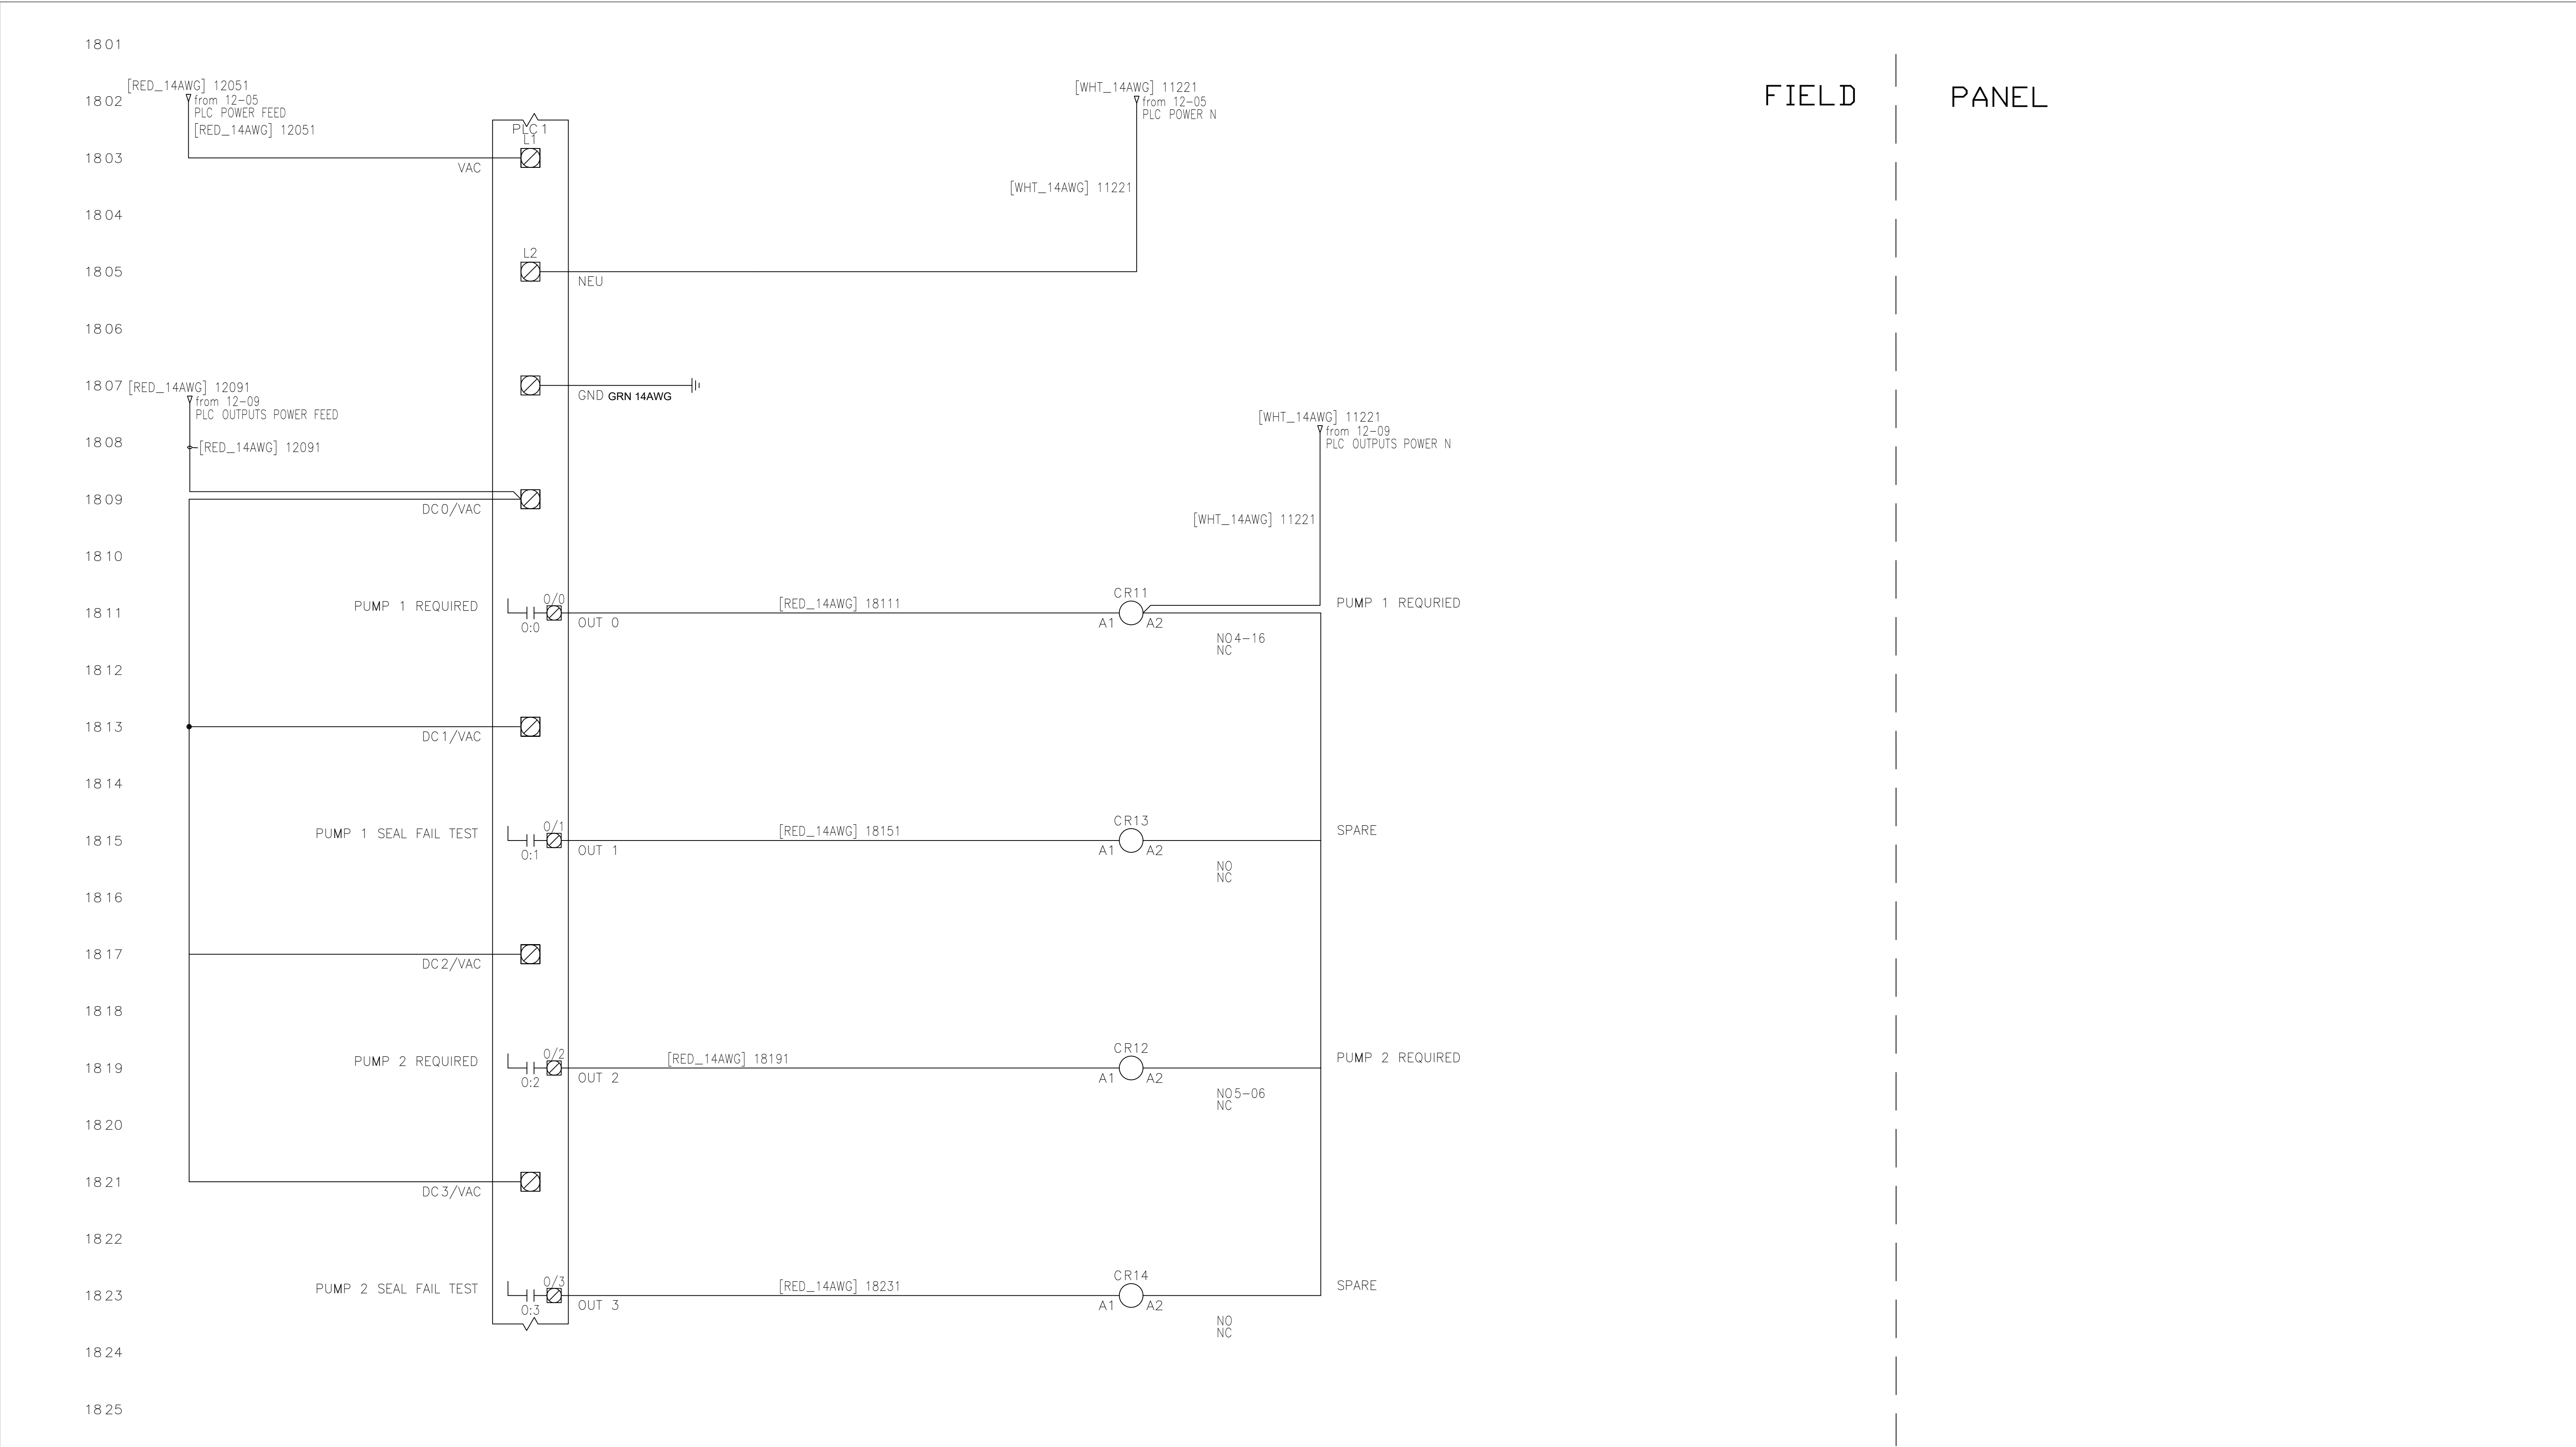 1801
[RED_14AWG] 12051
[WHT_14AWG] 11221
FIELD
PANEL
1802
from 12-05
PLC POWER FEED
[RED_14AWG] 12051
from 12-05
PLC POWER N
PLC1
L1
1803
VAC
[WHT_14AWG] 11221
1804
L2
1805
NEU
1806
1807
[RED_14AWG] 12091
from 12-09
PLC OUTPUTS POWER FEED
GND GRN 14AWG
[WHT_14AWG] 11221
from 12-09
PLC OUTPUTS POWER N
1808
[RED_14AWG] 12091
1809
DC0/VAC
[WHT_14AWG] 11221
1810
1811
PUMP 1 REQUIRED
O/0
O:0
OUT 0
[RED_14AWG] 18111
CR11
A1
A2
PUMP 1 REQURIED
NO4-16
NC
1812
1813
DC1/VAC
1814
1815
PUMP 1 SEAL FAIL TEST
O/1
O:1
OUT 1
[RED_14AWG] 18151
CR13
A1
A2
SPARE
NO
NC
1816
1817
DC2/VAC
1818
1819
PUMP 2 REQUIRED
O/2
O:2
OUT 2
[RED_14AWG] 18191
CR12
A1
A2
PUMP 2 REQUIRED
NO5-06
NC
1820
1821
DC3/VAC
1822
1823
PUMP 2 SEAL FAIL TEST
O/3
O:3
OUT 3
[RED_14AWG] 18231
CR14
A1
A2
SPARE
NO
NC
1824
1825